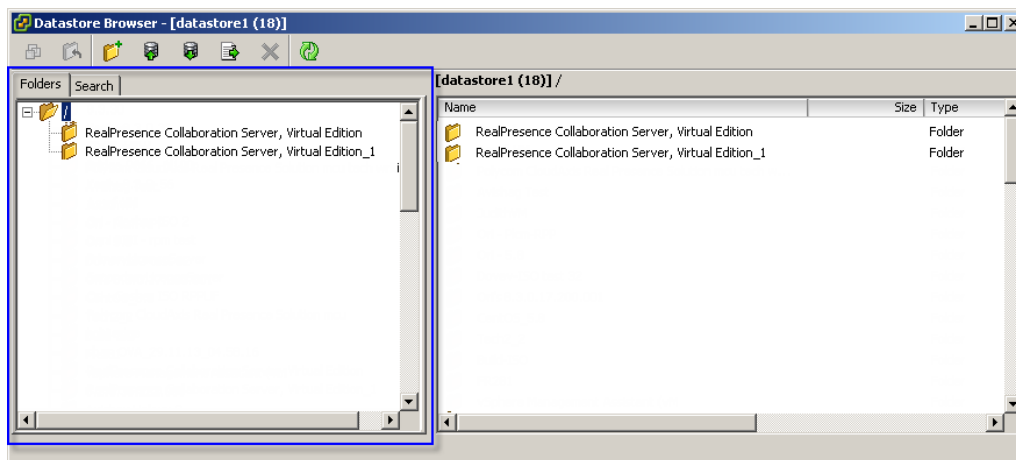 Datastore Browser - [datastore1 (18)]
Folders Search
/
RealPresence Collaboration Server, Virtual Edition
RealPresence Collaboration Server, Virtual Edition_1
[datastore1 (18)] /
Name Size Type
RealPresence Collaboration Server, Virtual Edition Folder
RealPresence Collaboration Server, Virtual Edition_1 Folder